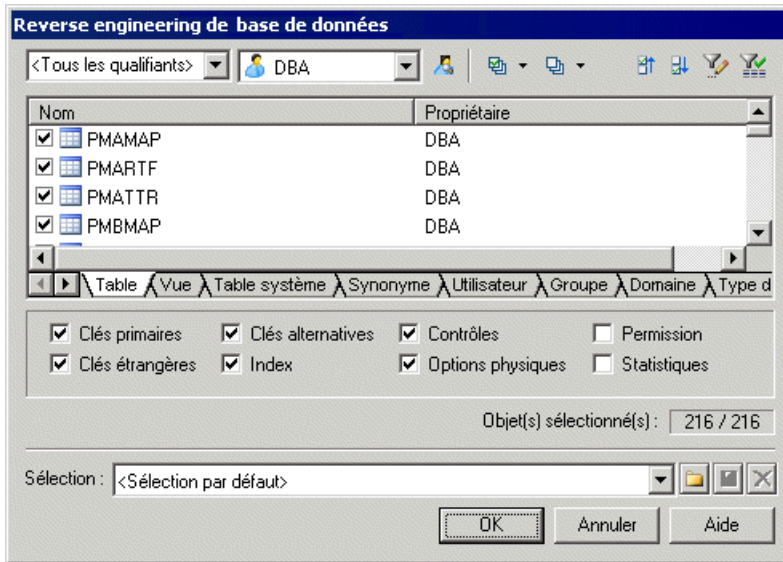 Reverse engineering de base de données
<Tous les qualifiants> DBA
Nom Propriétaire
PMAMAP DBA
PMARTF DBA
PMATTR DBA
PMBMAP DBA
Table Vue Table système Synonyme Utilisateur Groupe Domaine Type d
Clés primaires Clés alternatives Contrôles Permission
Clés étrangères Index Options physiques Statistiques
Objet(s) sélectionné(s) : 216 / 216
Sélection : <Sélection par défaut>
OK Annuler Aide